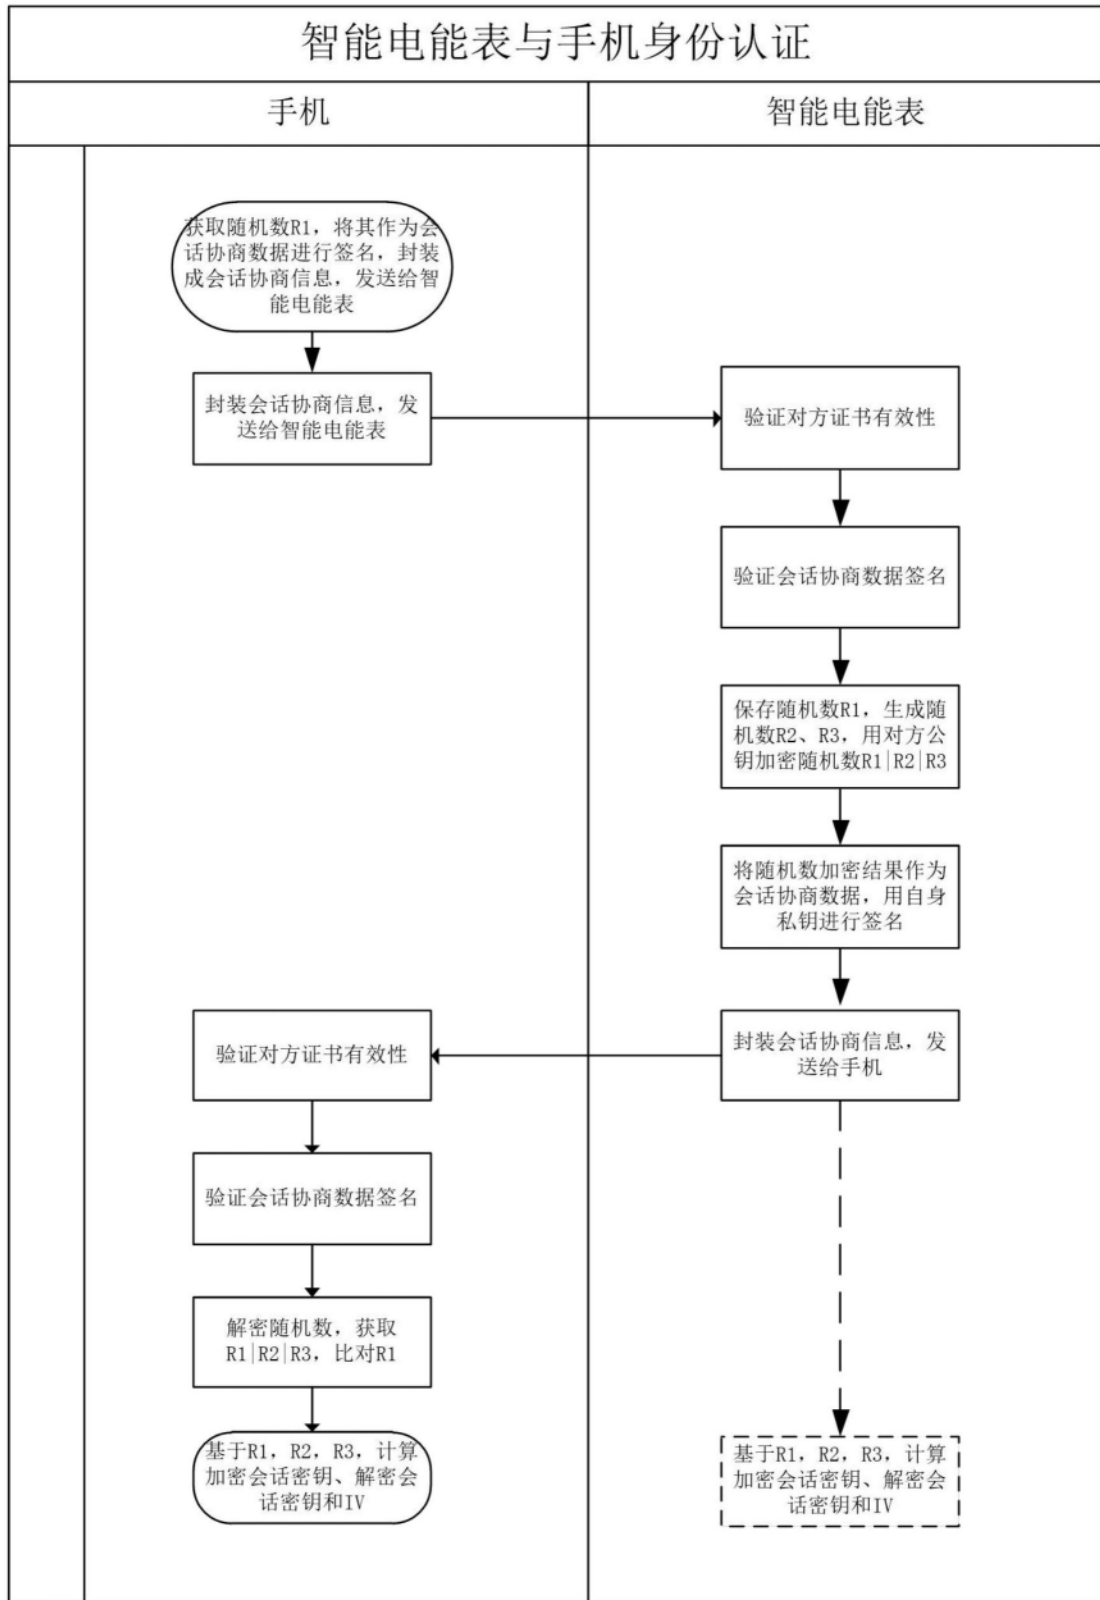 智能电能表与手机身份认证
手机
智能电能表
获取随机数R1，将其作为会
话协商数据进行签名，封装
成会话协商信息，发送给智
能电能表
封装会话协商信息，发
送给智能电能表
验证对方证书有效性
验证会话协商数据签名
保存随机数R1，生成随
机数R2、R3，用对方公
钥加密随机数R1|R2|R3
将随机数加密结果作为
会话协商数据，用自身
私钥进行签名
封装会话协商信息，发
送给手机
验证对方证书有效性
验证会话协商数据签名
解密随机数，获取
R1|R2|R3，比对R1
基于R1，R2，R3，计算
加密会话密钥、解密会
话密钥和IV
基于R1，R2，R3，计算
加密会话密钥、解密会
话密钥和IV